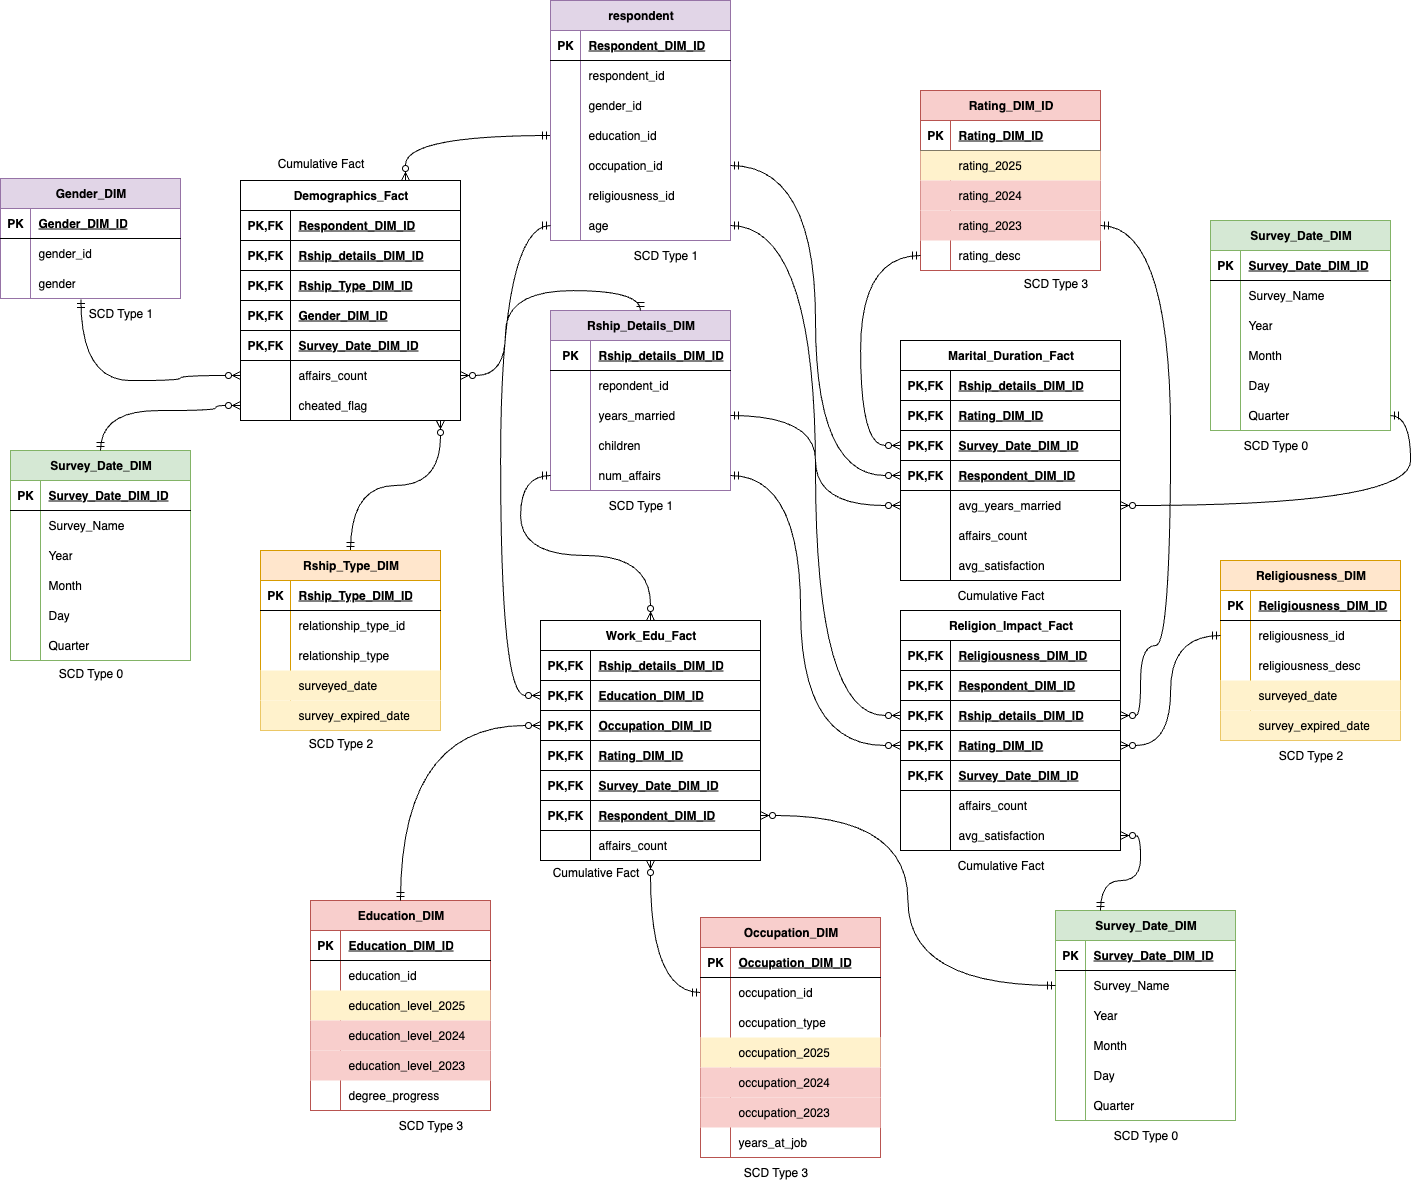 respondent
PK Respondent_DIM_ID
respondent_id
gender_id
education_id
occupation_id
religiousness_id
age
SCD Type 1
Rating_DIM_ID
PK Rating_DIM_ID
rating_2025
rating_2024
rating_2023
rating_desc
SCD Type 3
Cumulative Fact
Demographics_Fact
PK,FK Respondent_DIM_ID
PK,FK Rship_details_DIM_ID
PK,FK Rship_Type_DIM_ID
PK,FK Gender_DIM_ID
PK,FK Survey_Date_DIM_ID
affairs_count
cheated_flag
Gender_DIM
PK Gender_DIM_ID
gender_id
gender
SCD Type 1
Survey_Date_DIM
PK Survey_Date_DIM_ID
Survey_Name
Year
Month
Day
Quarter
SCD Type 0
Rship_Details_DIM
PK Rship_details_DIM_ID
repondent_id
years_married
children
num_affairs
SCD Type 1
Marital_Duration_Fact
PK,FK Rship_details_DIM_ID
PK,FK Rating_DIM_ID
PK,FK Survey_Date_DIM_ID
PK,FK Respondent_DIM_ID
avg_years_married
affairs_count
avg_satisfaction
Cumulative Fact
Survey_Date_DIM
PK Survey_Date_DIM_ID
Survey_Name
Year
Month
Day
Quarter
SCD Type 0
Rship_Type_DIM
PK Rship_Type_DIM_ID
relationship_type_id
relationship_type
surveyed_date
survey_expired_date
SCD Type 2
Work_Edu_Fact
PK,FK Rship_details_DIM_ID
PK,FK Education_DIM_ID
PK,FK Occupation_DIM_ID
PK,FK Rating_DIM_ID
PK,FK Survey_Date_DIM_ID
PK,FK Respondent_DIM_ID
affairs_count
Cumulative Fact
Religion_Impact_Fact
PK,FK Religiousness_DIM_ID
PK,FK Respondent_DIM_ID
PK,FK Rship_details_DIM_ID
PK,FK Rating_DIM_ID
PK,FK Survey_Date_DIM_ID
affairs_count
avg_satisfaction
Cumulative Fact
Religiousness_DIM
PK Religiousness_DIM_ID
religiousness_id
religiousness_desc
surveyed_date
survey_expired_date
SCD Type 2
Education_DIM
PK Education_DIM_ID
education_id
education_level_2025
education_level_2024
education_level_2023
degree_progress
SCD Type 3
Occupation_DIM
PK Occupation_DIM_ID
occupation_id
occupation_type
occupation_2025
occupation_2024
occupation_2023
years_at_job
SCD Type 3
Survey_Date_DIM
PK Survey_Date_DIM_ID
Survey_Name
Year
Month
Day
Quarter
SCD Type 0